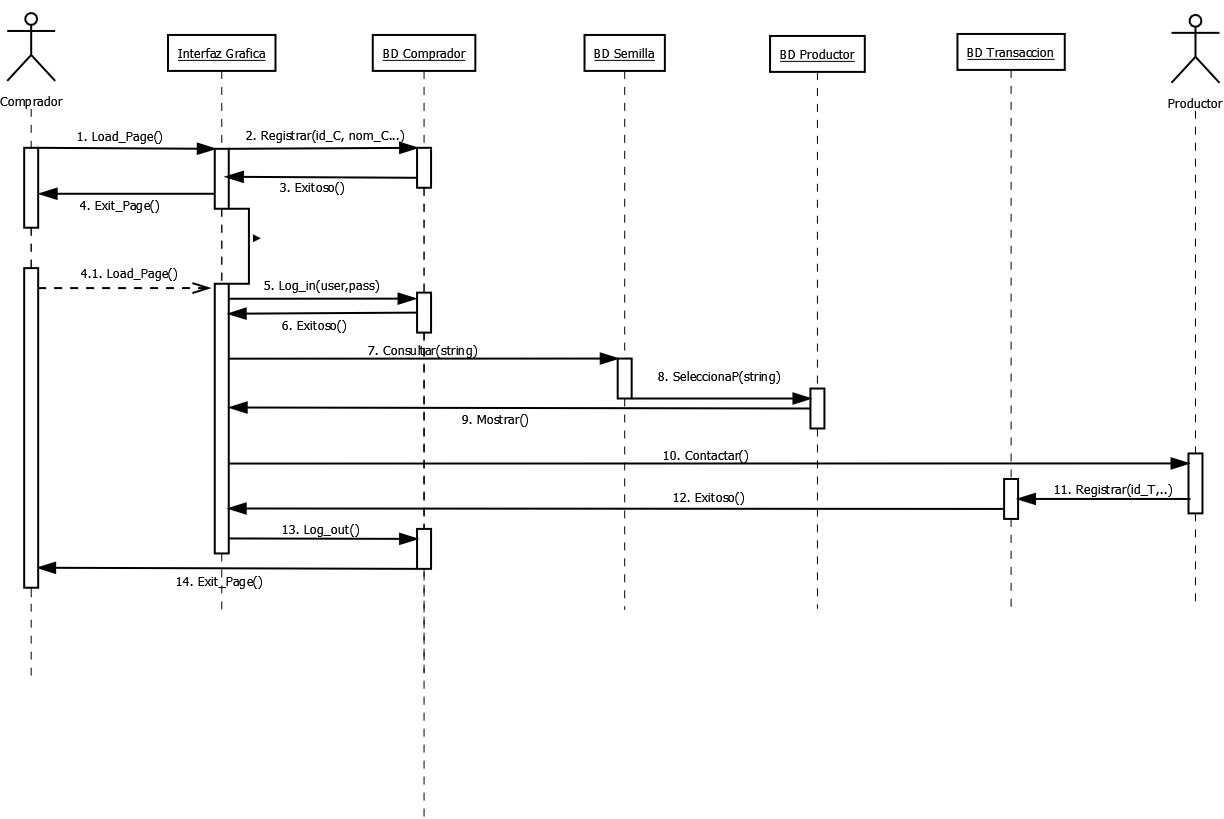 Interfaz Grafica
BD Comprador
BD Semilla
BD Productor
BD Transaccion
Comprador
Productor
1. Load_Page()
2. Registrar(id_C, nom_C...)
3. Exitoso()
4. Exit_Page()
4.1. Load_Page()
5. Log_in(user,pass)
6. Exitoso()
7. Consultar(string)
8. SeleccionaP(string)
9. Mostrar()
10. Contactar()
11. Registrar(id_T,..)
12. Exitoso()
13. Log_out()
14. Exit_Page()